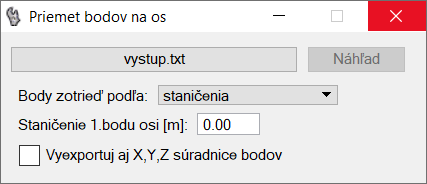 Priemet bodov na os
vystup.txt Náhľad
Body zotrieď podľa: staničenia
Staničenie 1.bodu osi [m]: 0.00
Vyexportuj aj X,Y,Z súradnice bodov